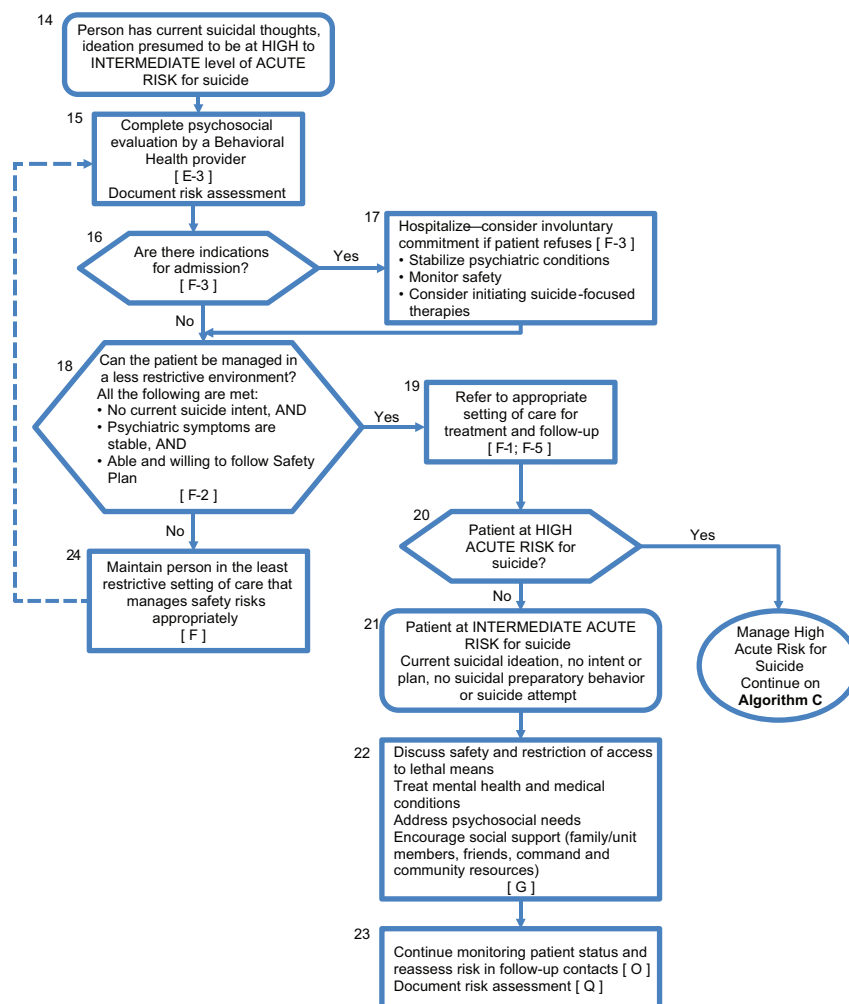 14
Person has current suicidal thoughts,
ideation presumed to be at HIGH to
INTERMEDIATE level of ACUTE
RISK for suicide
15
Complete psychosocial
evaluation by a Behavioral
Health provider
[ E-3 ]
Document risk assessment
16
Are there indications
for admission?
[ F-3 ]
Yes
17
Hospitalize—consider involuntary
commitment if patient refuses [ F-3 ]
• Stabilize psychiatric conditions
• Monitor safety
• Consider initiating suicide-focused
therapies
No
18
Can the patient be managed in
a less restrictive environment?
All the following are met:
• No current suicide intent, AND
• Psychiatric symptoms are
stable, AND
• Able and willing to follow Safety
Plan
[ F-2 ]
Yes
19
Refer to appropriate
setting of care for
treatment and follow-up
[ F-1; F-5 ]
No
24
Maintain person in the least
restrictive setting of care that
manages safety risks
appropriately
[ F ]
20
Patient at HIGH
ACUTE RISK for
suicide?
Yes
No
Manage High
Acute Risk for
Suicide
Continue on
Algorithm C
21
Patient at INTERMEDIATE ACUTE
RISK for suicide
Current suicidal ideation, no intent or
plan, no suicidal preparatory behavior
or suicide attempt
22
Discuss safety and restriction of access
to lethal means
Treat mental health and medical
conditions
Address psychosocial needs
Encourage social support (family/unit
members, friends, command and
community resources)
[ G ]
23
Continue monitoring patient status and
reassess risk in follow-up contacts [ O ]
Document risk assessment [ Q ]